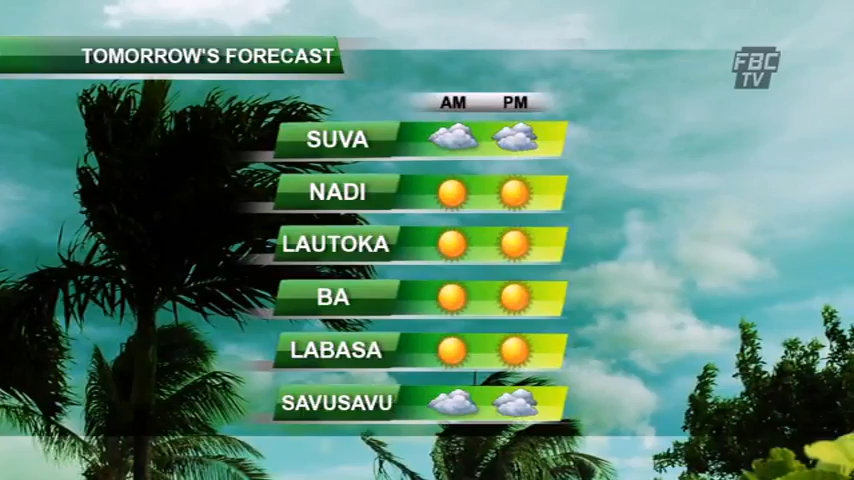 TOMORROW'S FORECAST
FBC
TV
AM PM
SUVA
NADI
LAUTOKA
BA
LABASA
SAVUSAVU